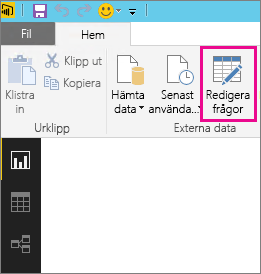 Fil
Hem
Klistra
in
Klipp ut
Kopiera
Urklipp
Hämta
data
Senast
använda...
Redigera
frågor
Externa data